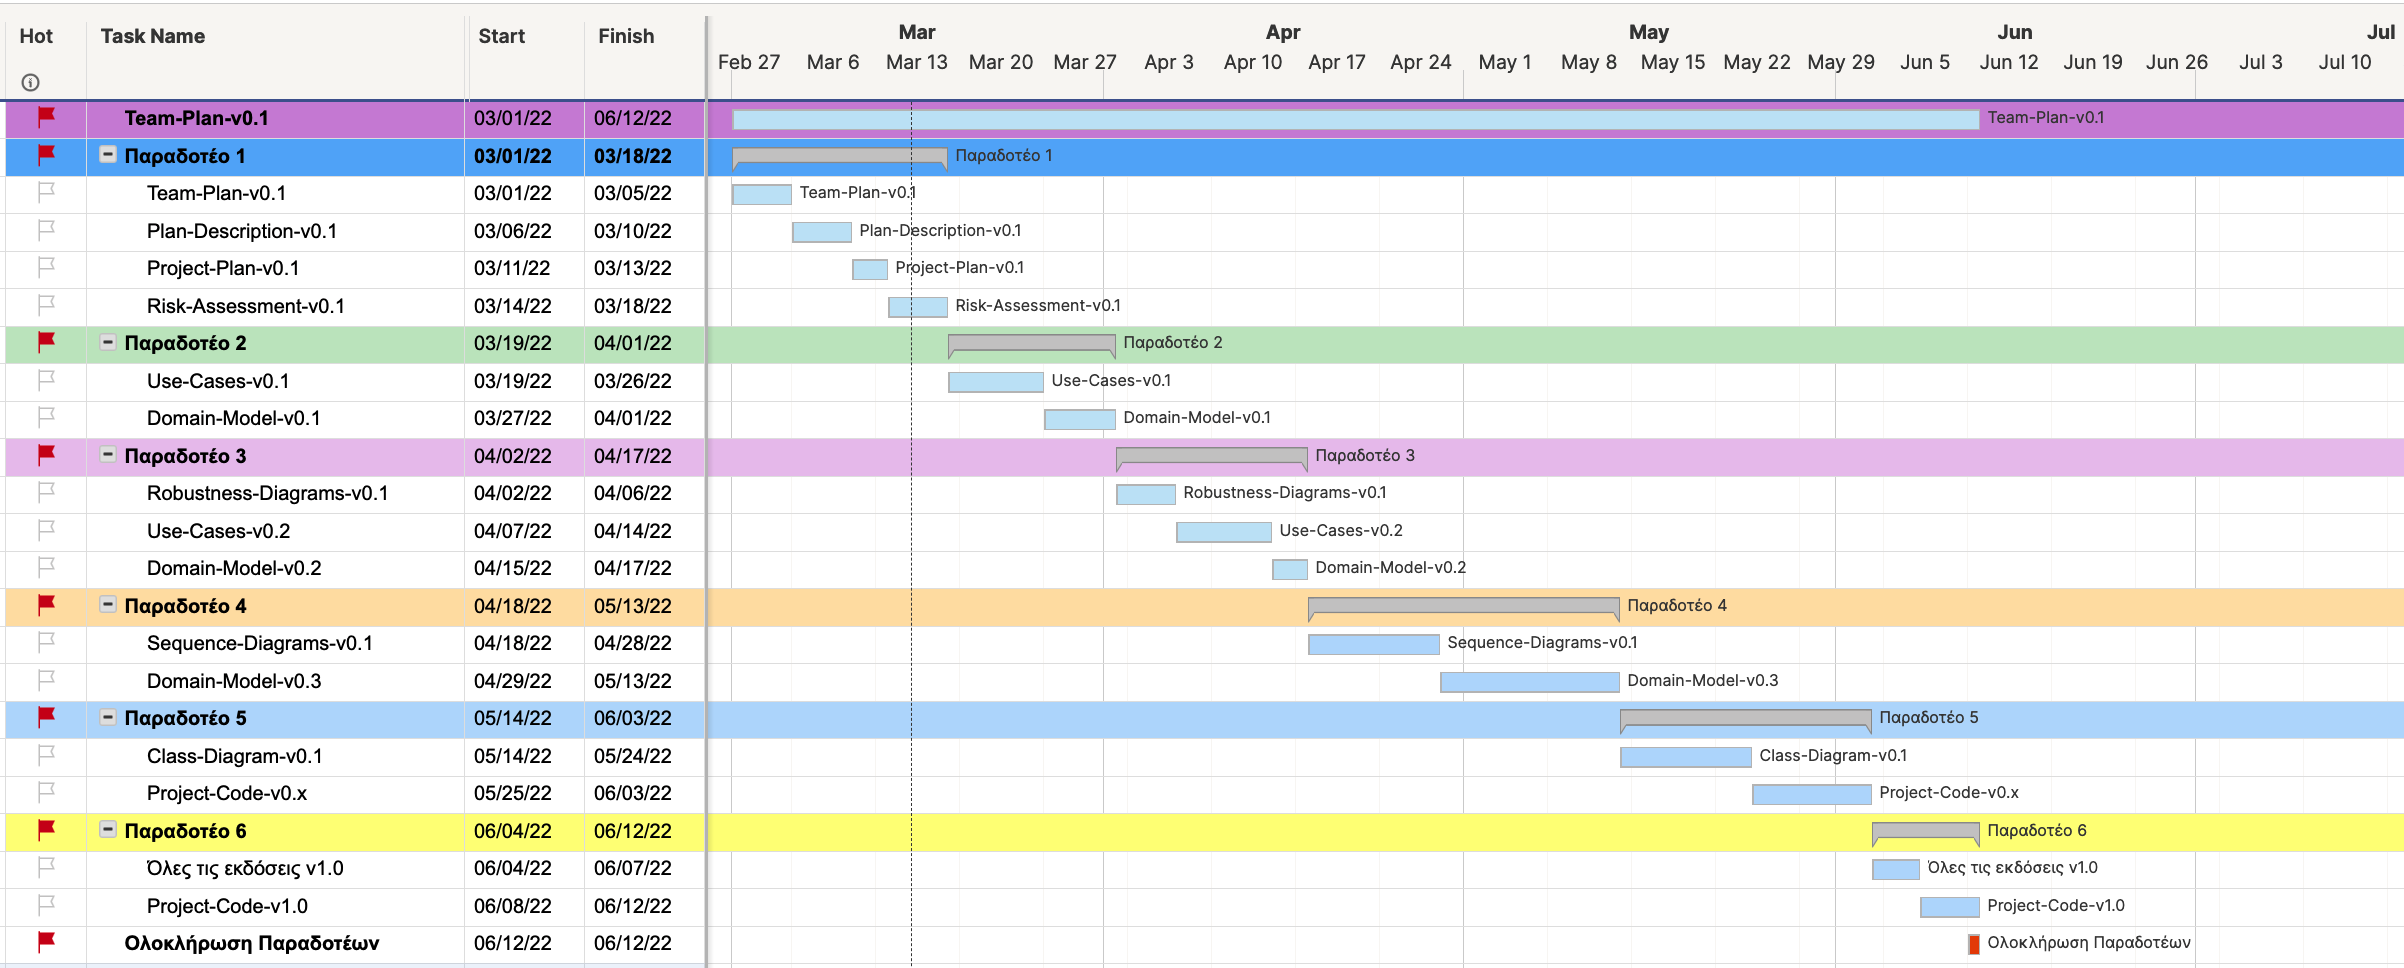 Hot Task Name Start Finish Mar Apr May Jun Jul
Feb 27 Mar 6 Mar 13 Mar 20 Mar 27 Apr 3 Apr 10 Apr 17 Apr 24 May 1 May 8 May 15 May 22 May 29 Jun 5 Jun 12 Jun 19 Jun 26 Jul 3 Jul 10
Team-Plan-v0.1 03/01/22 06/12/22 Team-Plan-v0.1
Παραδοτέο 1 03/01/22 03/18/22 Παραδοτέο 1
Team-Plan-v0.1 03/01/22 03/05/22 Team-Plan-v0.1
Plan-Description-v0.1 03/06/22 03/10/22 Plan-Description-v0.1
Project-Plan-v0.1 03/11/22 03/13/22 Project-Plan-v0.1
Risk-Assessment-v0.1 03/14/22 03/18/22 Risk-Assessment-v0.1
Παραδοτέο 2 03/19/22 04/01/22 Παραδοτέο 2
Use-Cases-v0.1 03/19/22 03/26/22 Use-Cases-v0.1
Domain-Model-v0.1 03/27/22 04/01/22 Domain-Model-v0.1
Παραδοτέο 3 04/02/22 04/17/22 Παραδοτέο 3
Robustness-Diagrams-v0.1 04/02/22 04/06/22 Robustness-Diagrams-v0.1
Use-Cases-v0.2 04/07/22 04/14/22 Use-Cases-v0.2
Domain-Model-v0.2 04/15/22 04/17/22 Domain-Model-v0.2
Παραδοτέο 4 04/18/22 05/13/22 Παραδοτέο 4
Sequence-Diagrams-v0.1 04/18/22 04/28/22 Sequence-Diagrams-v0.1
Domain-Model-v0.3 04/29/22 05/13/22 Domain-Model-v0.3
Παραδοτέο 5 05/14/22 06/03/22 Παραδοτέο 5
Class-Diagram-v0.1 05/14/22 05/24/22 Class-Diagram-v0.1
Project-Code-v0.x 05/25/22 06/03/22 Project-Code-v0.x
Παραδοτέο 6 06/04/22 06/12/22 Παραδοτέο 6
Όλες τις εκδόσεις v1.0 06/04/22 06/07/22 Όλες τις εκδόσεις v1.0
Project-Code-v1.0 06/08/22 06/12/22 Project-Code-v1.0
Ολοκλήρωση Παραδοτέων 06/12/22 06/12/22 Ολοκλήρωση Παραδοτέων